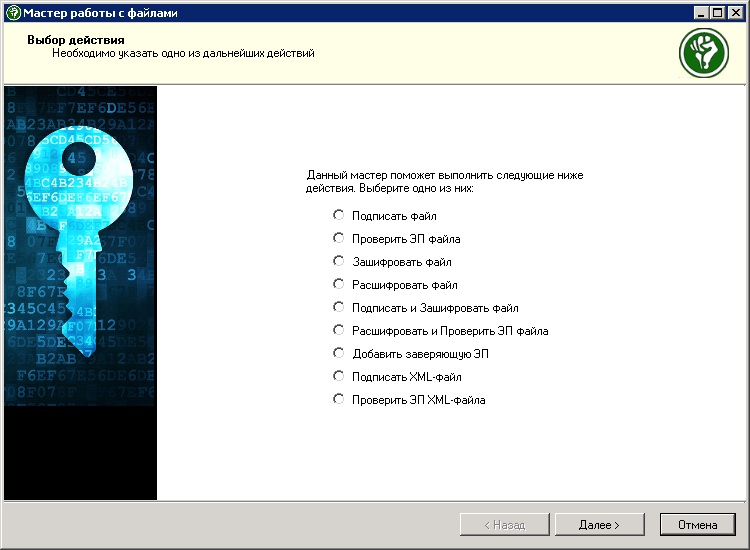 Мастер работы с файлами
Выбор действия
Необходимо указать одно из дальнейших действий
Данный мастер поможет выполнить следующие ниже
действия. Выберите одно из них:
Подписать файл
Проверить ЭП файла
Зашифровать файл
Расшифровать файл
Подписать и Зашифровать файл
Расшифровать и Проверить ЭП файла
Добавить заверяющую ЭП
Подписать XML-файл
Проверить ЭП XML-файла
< Назад
Далее >
Отмена